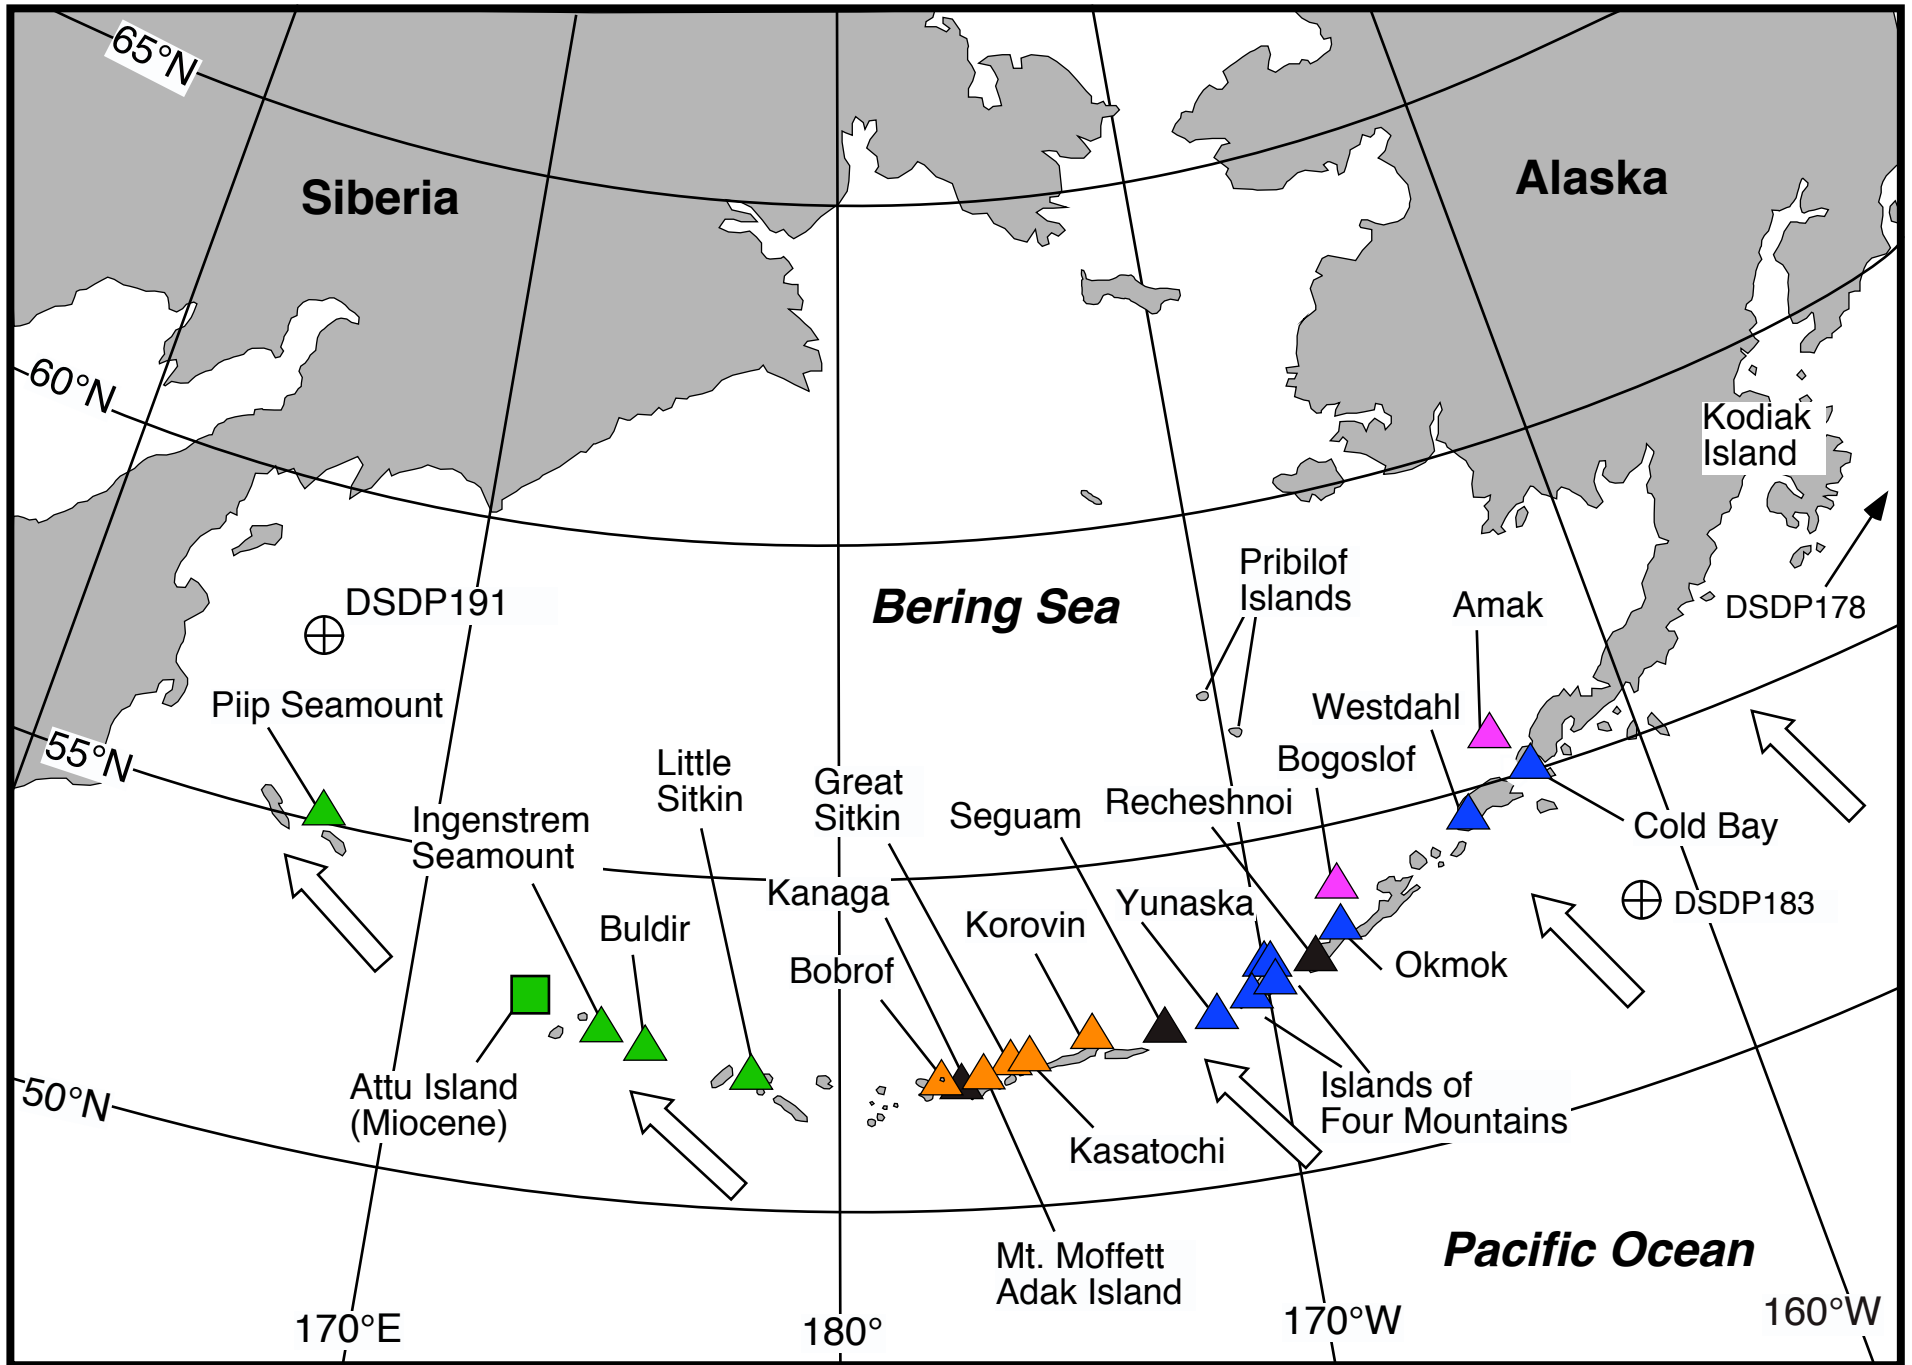 65°N
Siberia
Alaska
60°N
Kodiak
Island
Pribilof
Islands
DSDP191
Bering Sea
Amak
DSDP178
Piip Seamount
Westdahl
55°N
Little
Sitkin
Bogoslof
Great
Sitkin
Recheshnoi
Ingenstrem
Seamount
Seguam
Cold Bay
Kanaga
Yunaska
DSDP183
Buldir
Korovin
Bobrof
Okmok
50°N
Attu Island
(Miocene)
Islands of
Four Mountains
Kasatochi
Mt. Moffett
Adak Island
Pacific Ocean
170°E
180°
170°W
160°W